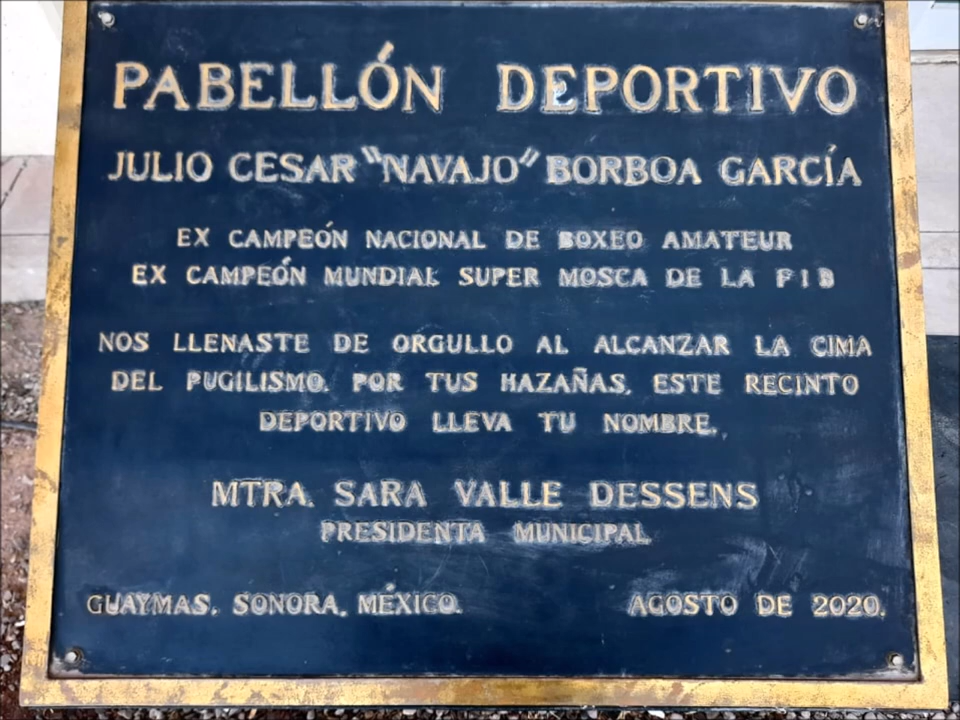 PABELLÓN DEPORTIVO
JULIO CESAR "NAVAJO" BORBOA GARCÍA
EX CAMPEÓN NACIONAL DE BOXEO AMATEUR
EX CAMPEÓN MUNDIAL SUPER MOSCA DE LA F I B
NOS LLENASTE DE ORGULLO AL ALCANZAR LA CIMA
DEL PUGILISMO. POR TUS HAZAÑAS, ESTE RECINTO
DEPORTIVO LLEVA TU NOMBRE.
MTRA. SARA VALLE DESSENS
PRESIDENTA MUNICIPAL
GUAYMAS, SONORA, MÉXICO. AGOSTO DE 2020.